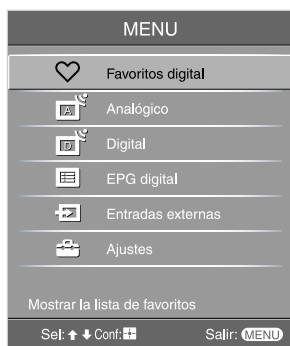 MENU
Favoritos digital
A Analógico
D Digital
EPG digital
Entradas externas
Ajustes
Mostrar la lista de favoritos
Sel: Conf: Salir: MENU